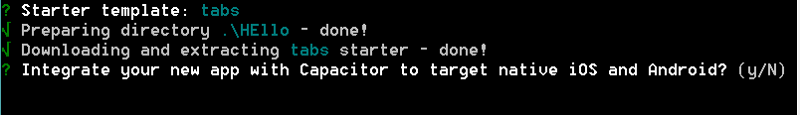 ? Starter template: tabs
√ Preparing directory .\HEllo - done!
√ Downloading and extracting tabs starter - done!
? Integrate your new app with Capacitor to target native iOS and Android? (y/N)